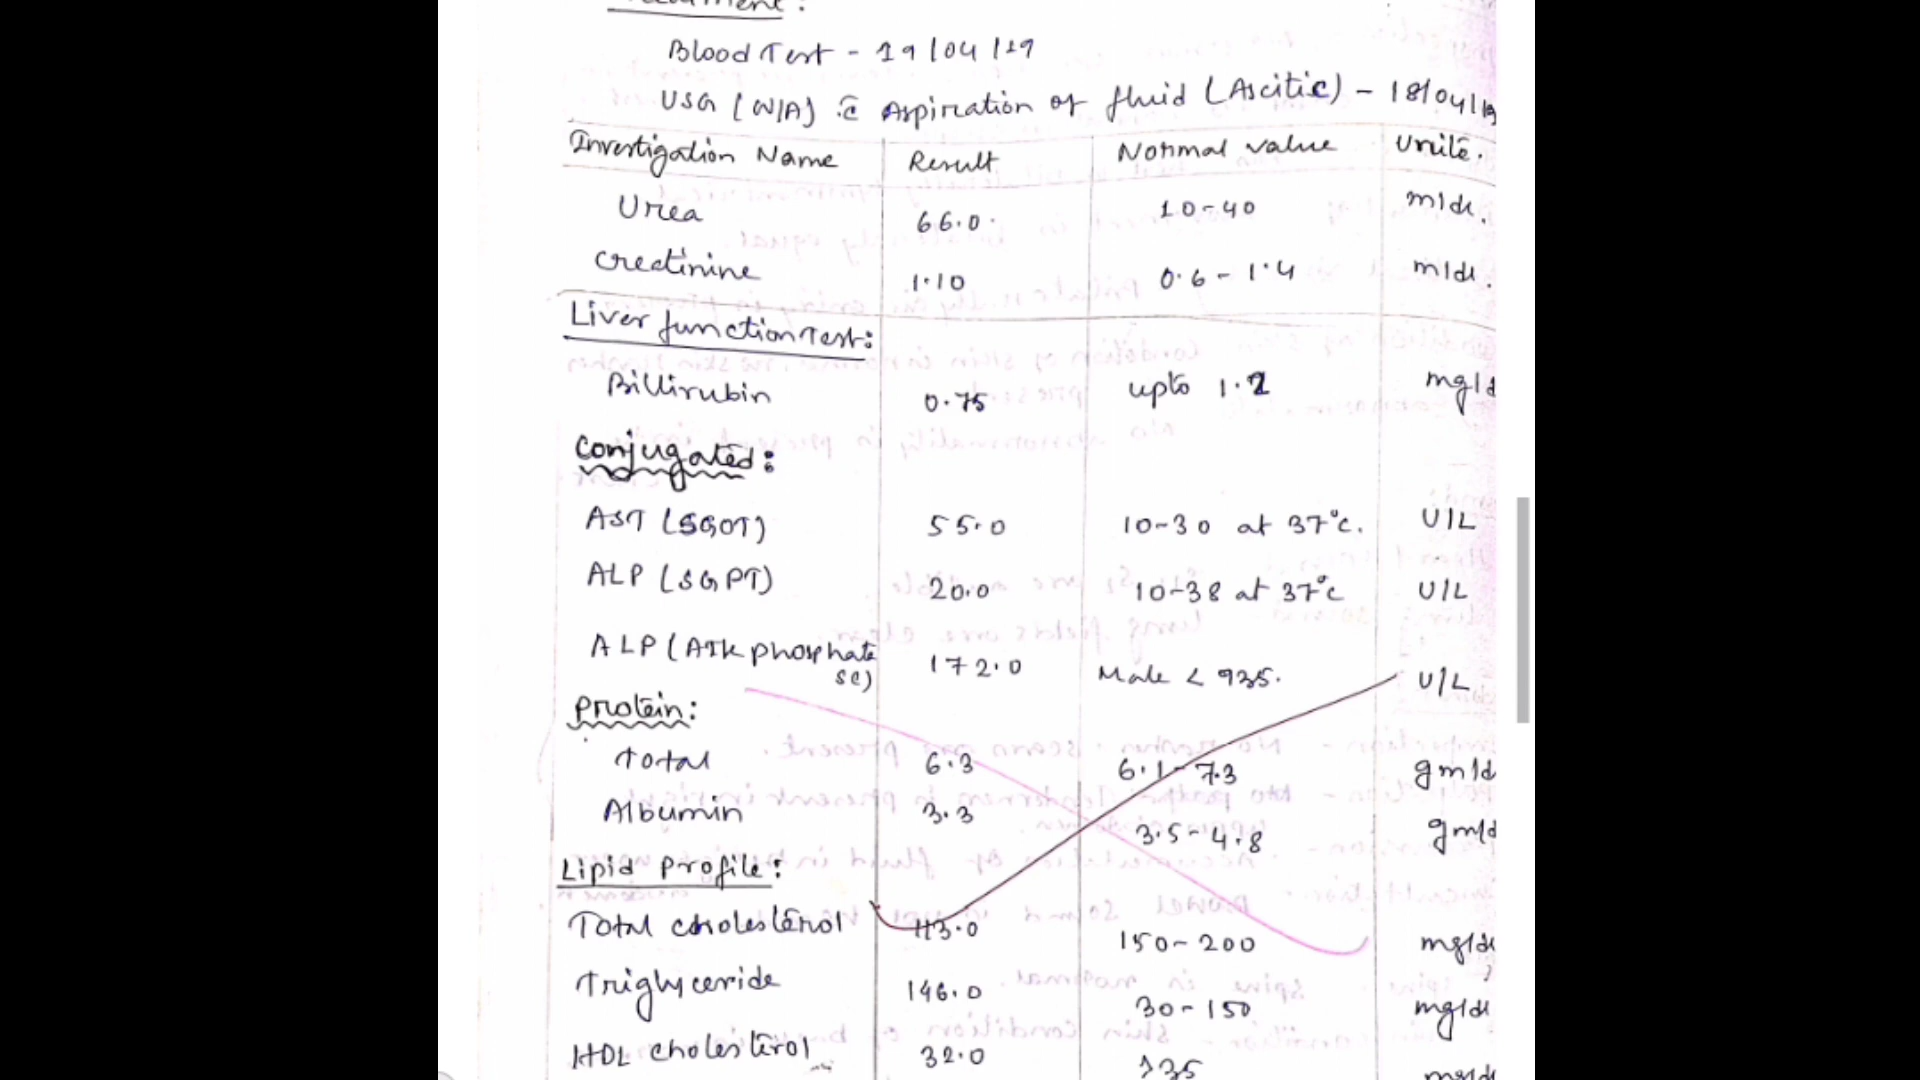 Blood Test - 19/04/19
USG (W/A) c̄ Aspiration of fluid (Ascitic) - 18/04/19
Investigation Name Result Normal value Unite.
Urea 66.0 10-40 m/dl.
Creatinine 1.10 0.6 - 1.4 m/dl.
Liver function Test:
Billirubin 0.75 upto 1.2 mg/d
Conjugated:
AST (SGOT) 55.0 10-30 at 37°c. U/L
ALP (SGPT) 20.0 10-38 at 37°c U/L
ALP (Alk phosphate 172.0 Male < 935. U/L
se)
Protein:
Total 6.3 6.1 - 7.3 gm/d
Albumin 3.3 3.5 - 4.8 gm/d
Lipid Profile:
Total cholesterol 113.0 150-200 mg/dl
Triglyceride 146.0 30-150 mg/dl
HDL cholesterol 32.0 >35 mg/dl